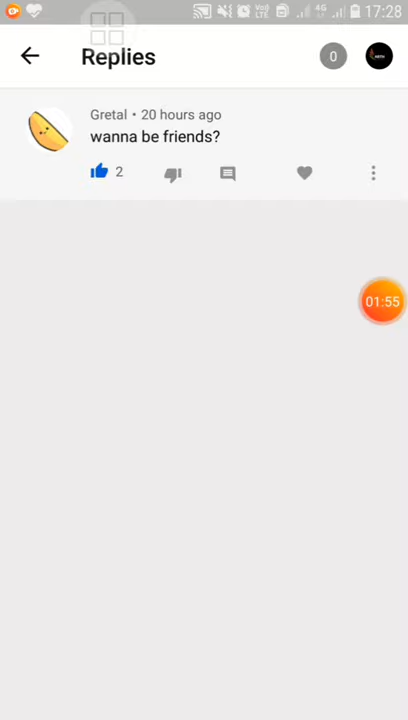 17:28
Replies
0
Gretal • 20 hours ago
wanna be friends?
2
01:55